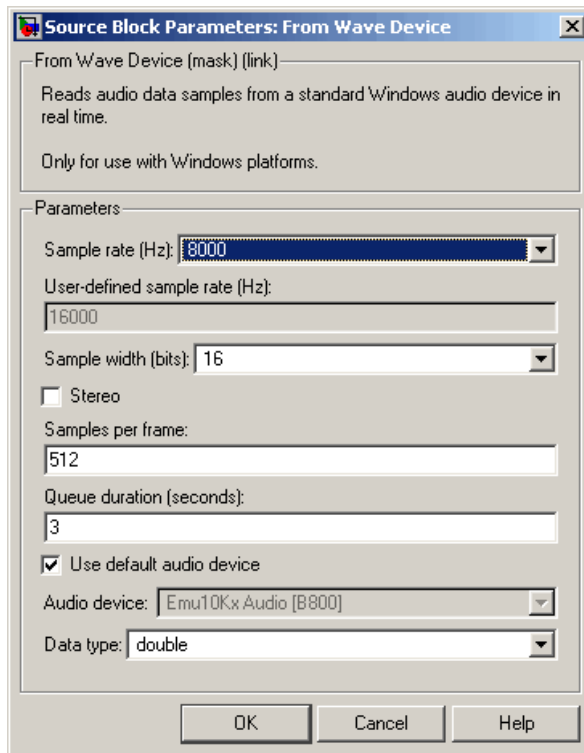 Source Block Parameters: From Wave Device
From Wave Device (mask) (link)
Reads audio data samples from a standard Windows audio device in
real time.
Only for use with Windows platforms.
Parameters
Sample rate (Hz): 8000
User-defined sample rate (Hz):
16000
Sample width (bits): 16
Stereo
Samples per frame:
512
Queue duration (seconds):
3
Use default audio device
Audio device: Emu10Kx Audio [B800]
Data type: double
OK Cancel Help